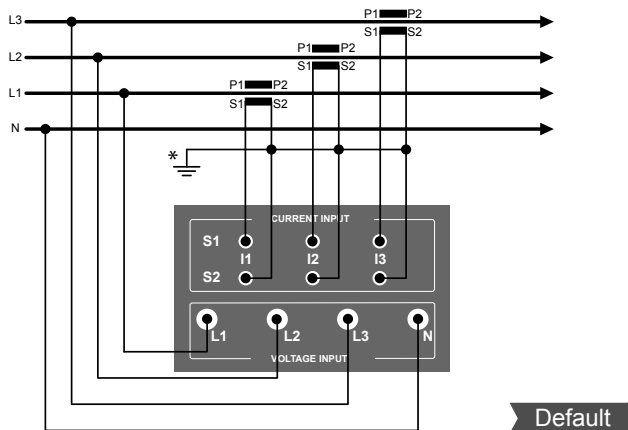 L3
P1 P2
S1 S2
L2
P1 P2
S1 S2
L1
P1 P2
S1 S2
N
*
CURRENT INPUT
S1
I1 I2 I3
S2
L1 L2 L3 N
VOLTAGE INPUT
Default